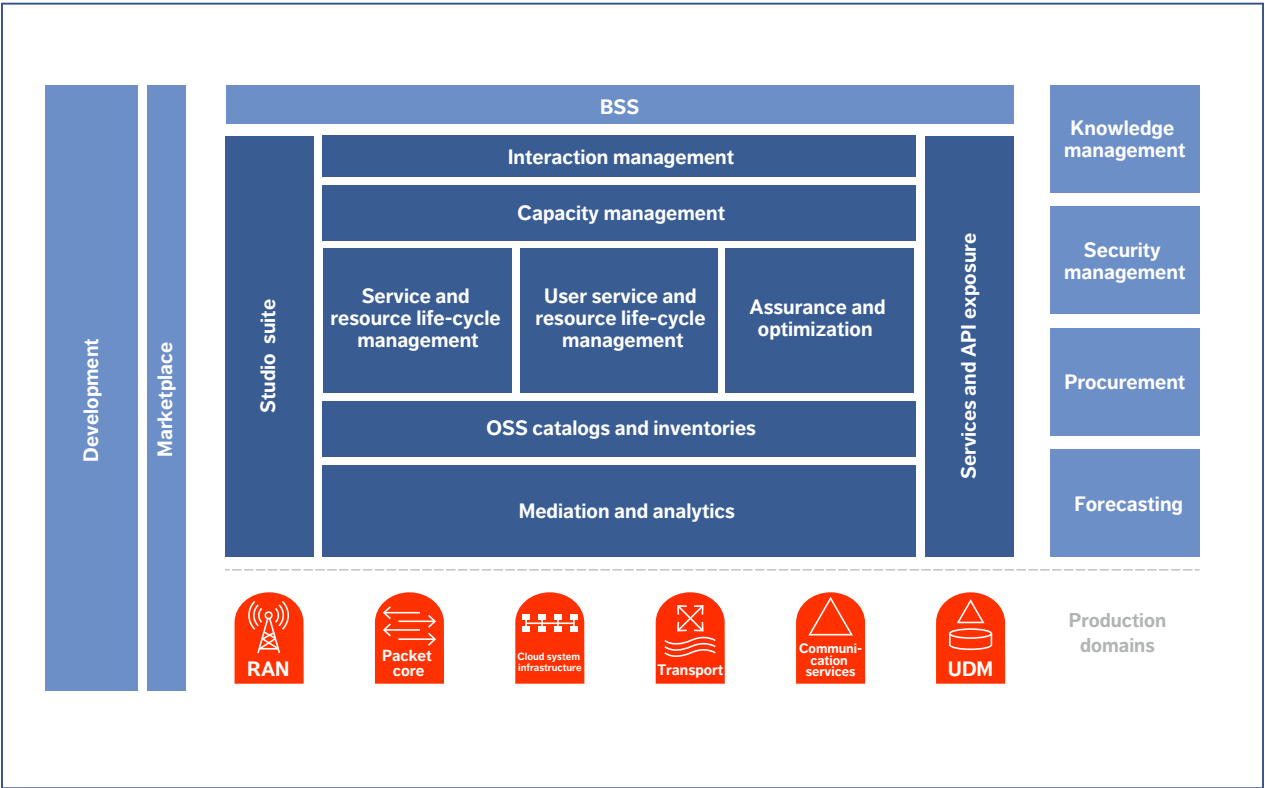 Development
Marketplace
BSS
Studio suite
Interaction management
Capacity management
Service and
resource life-cycle
management
User service and
resource life-cycle
management
Assurance and
optimization
OSS catalogs and inventories
Mediation and analytics
Services and API exposure
Knowledge
management
Security
management
Procurement
Forecasting
RAN
Packet
core
Cloud system
infrastructure
Transport
Communi-
cation
services
UDM
Production
domains